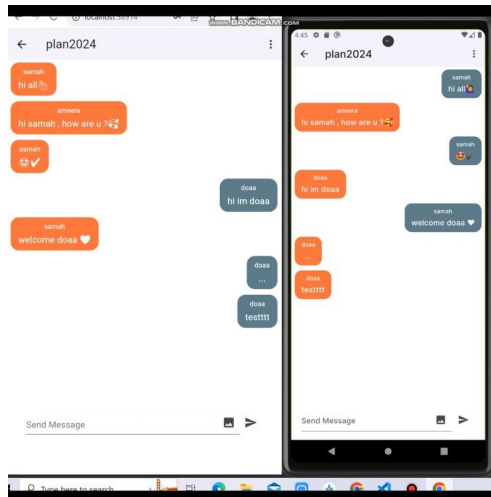 localhost:56914
www.BANDICAM.com
plan2024
samah
hi all
ameera
hi samah , how are u ?
samah
doaa
hi im doaa
samah
welcome doaa
doaa
...
doaa
testttt
Send Message
Type here to search
4:45
plan2024
samah
hi all
ameera
hi samah , how are u ?
samah
doaa
hi im doaa
samah
welcome doaa
doaa
...
doaa
testttt
Send Message